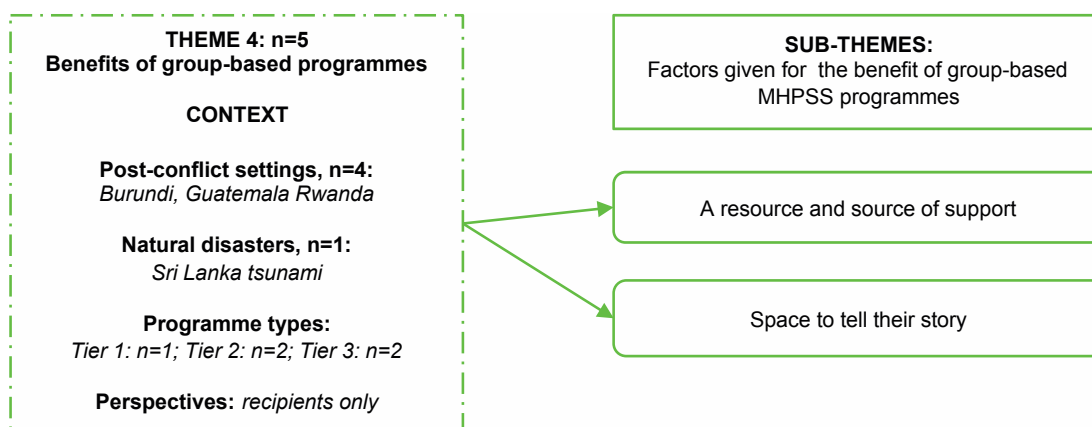 THEME 4: n=5
Benefits of group-based programmes
CONTEXT
Post-conflict settings, n=4:
Burundi, Guatemala Rwanda
Natural disasters, n=1:
Sri Lanka tsunami
Programme types:
Tier 1: n=1; Tier 2: n=2; Tier 3: n=2
Perspectives: recipients only
SUB-THEMES:
Factors given for the benefit of group-based
MHPSS programmes
A resource and source of support
Space to tell their story